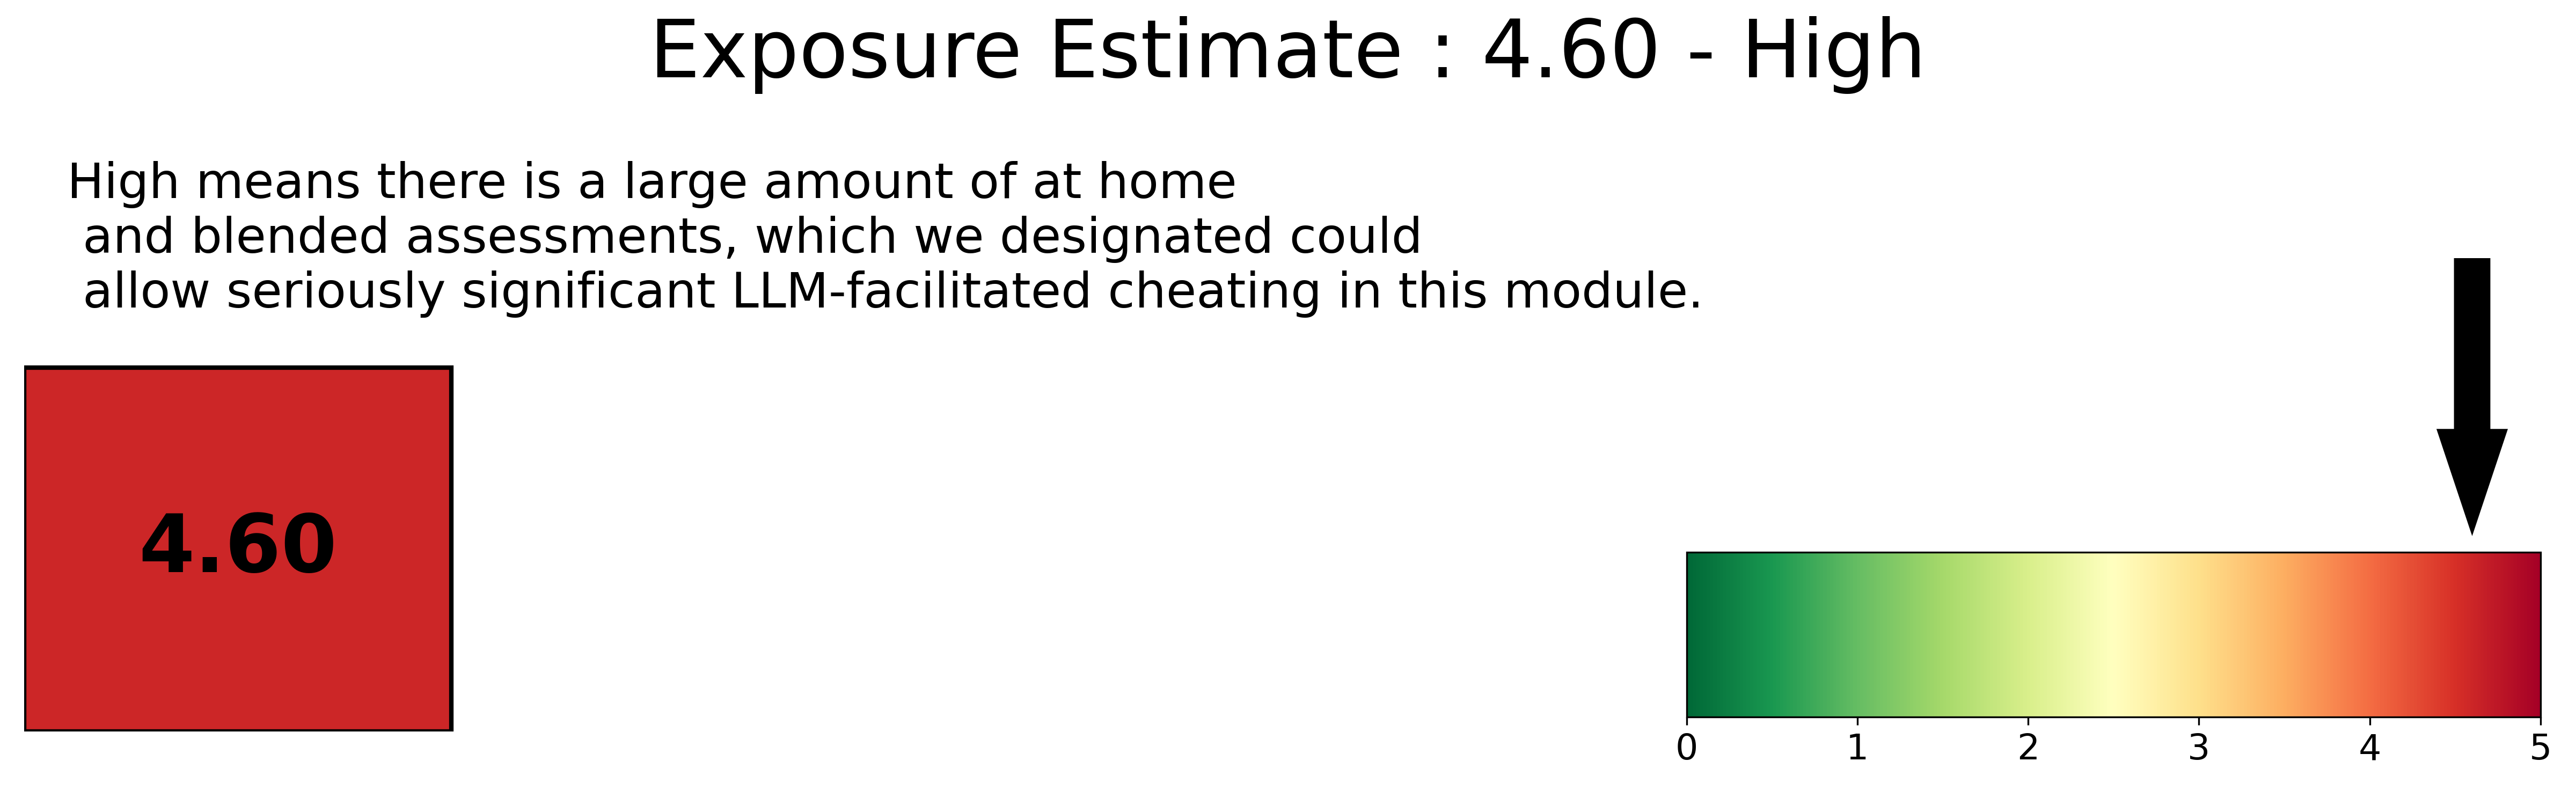 Exposure Estimate : 4.60 - High
High means there is a large amount of at home
and blended assessments, which we designated could
allow seriously significant LLM-facilitated cheating in this module.
4.60
0 1 2 3 4 5